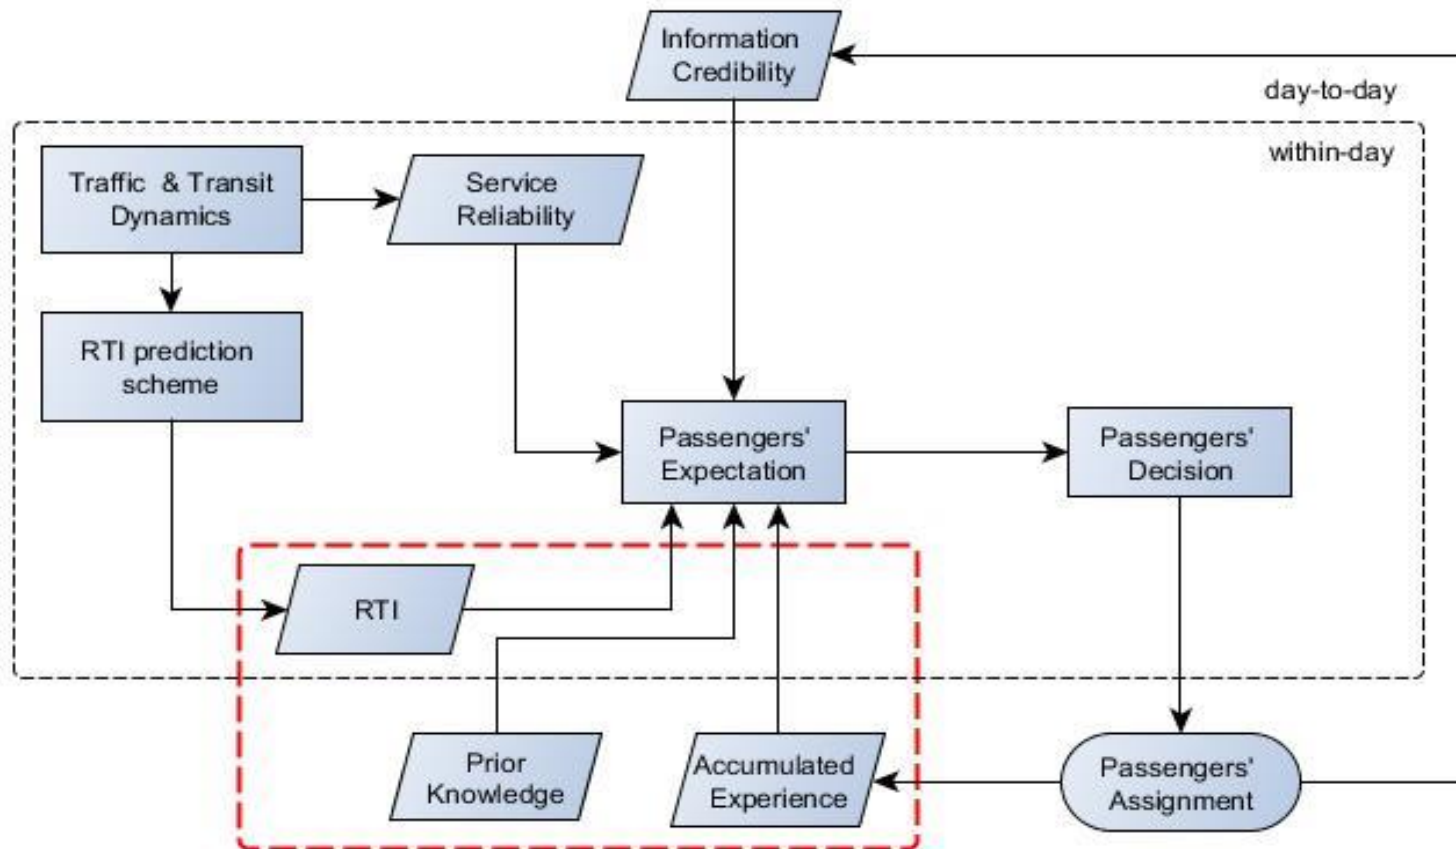 Information
Credibility
day-to-day
within-day
Traffic & Transit
Dynamics
Service
Reliability
RTI prediction
scheme
Passengers'
Expectation
Passengers'
Decision
RTI
Prior
Knowledge
Accumulated
Experience
Passengers'
Assignment